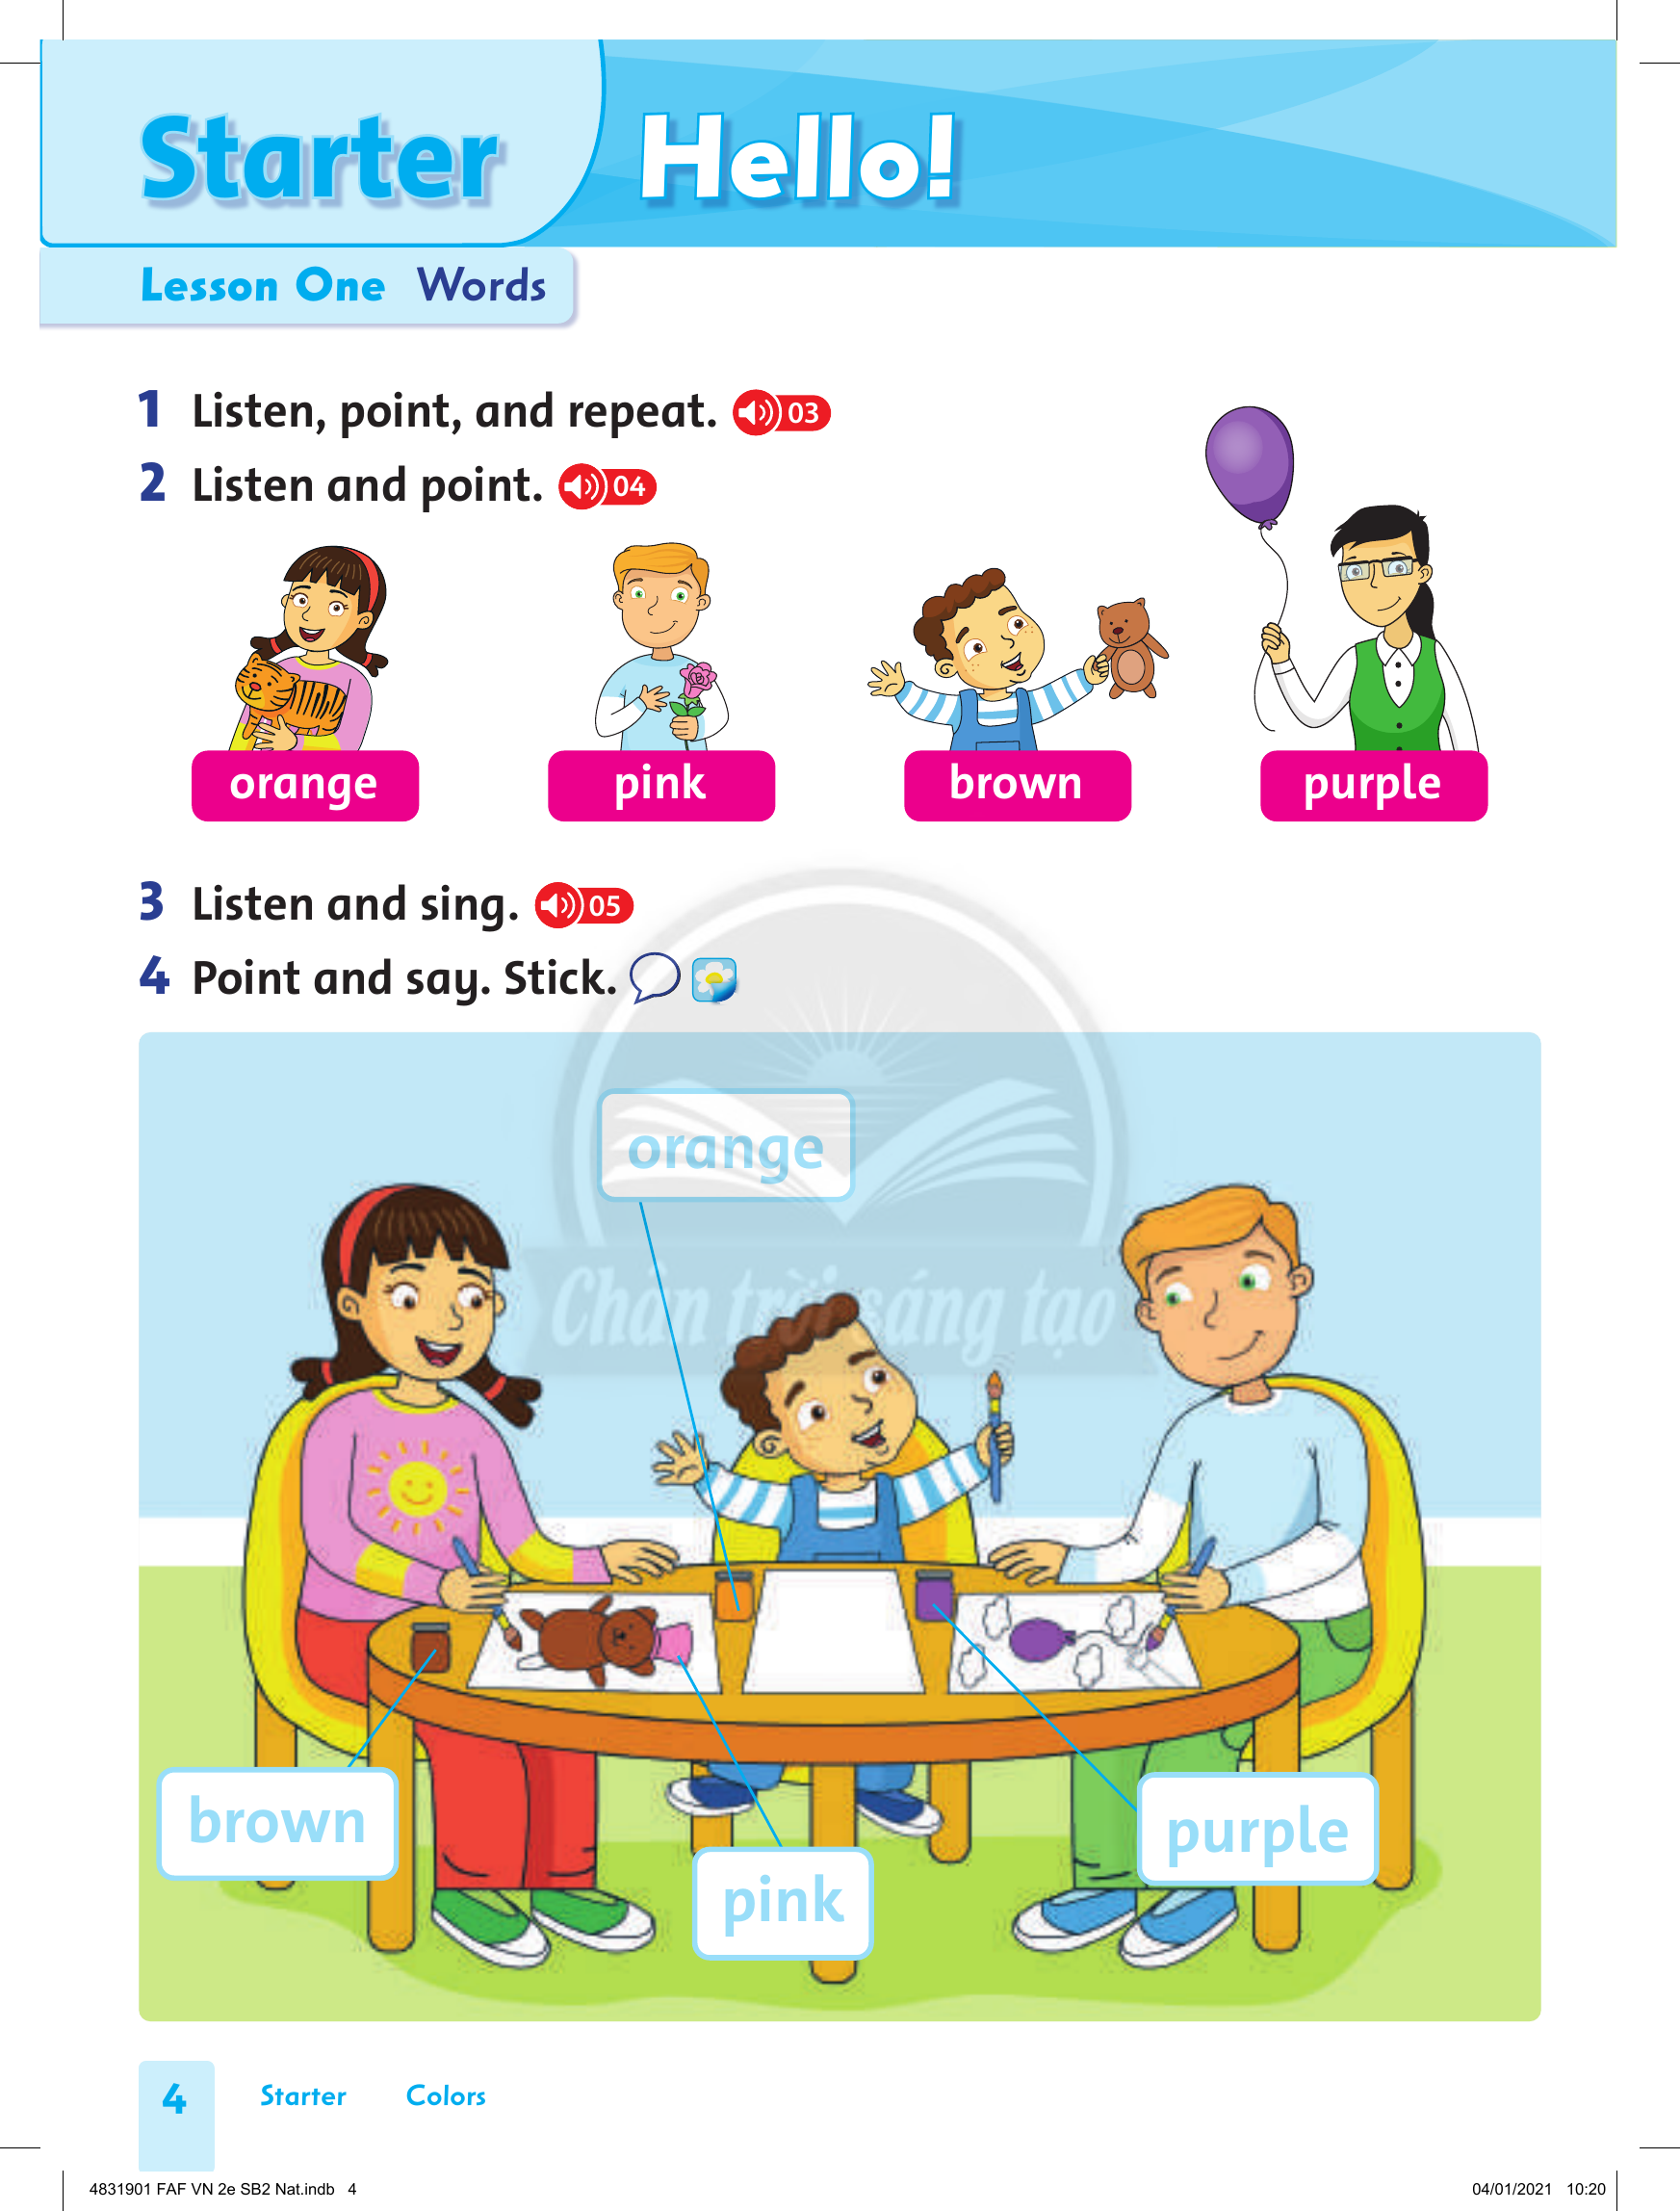 Starter Hello!
Lesson One Words
1 Listen, point, and repeat. 03
2 Listen and point. 04
orange pink brown purple
3 Listen and sing. 05
4 Point and say. Stick.
orange
Chân trời sáng tạo
brown
purple
pink
4 Starter Colors
4831901 FAF VN 2e SB2 Nat.indb 4 04/01/2021 10:20